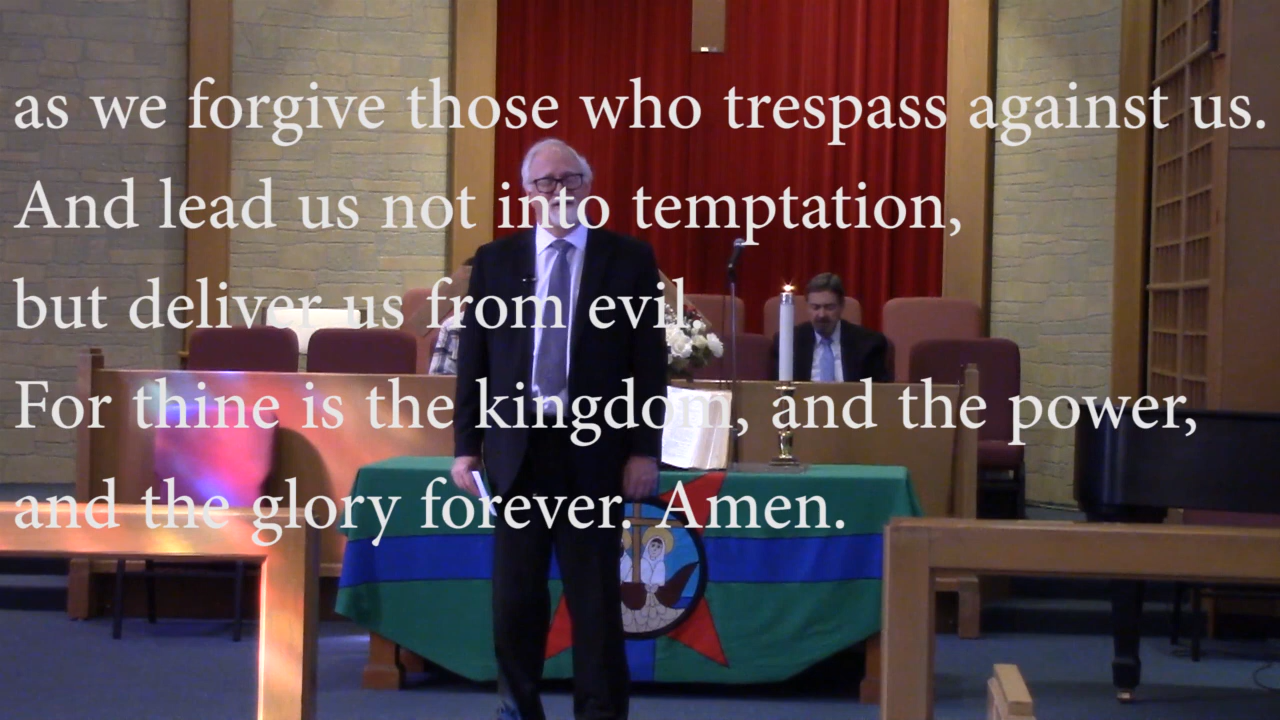 as we forgive those who trespass against us.
And lead us not into temptation,
but deliver us from evil.
For thine is the kingdom, and the power,
and the glory forever. Amen.